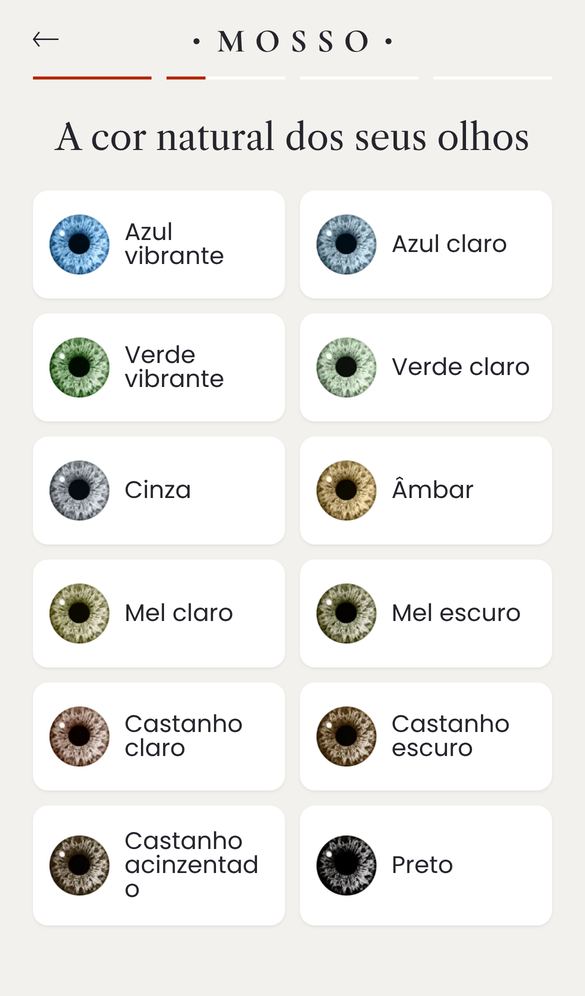 • MOSSO •
A cor natural dos seus olhos
Azul
vibrante
Azul claro
Verde
vibrante
Verde claro
Cinza
Âmbar
Mel claro
Mel escuro
Castanho
claro
Castanho
escuro
Castanho
acinzentad
o
Preto